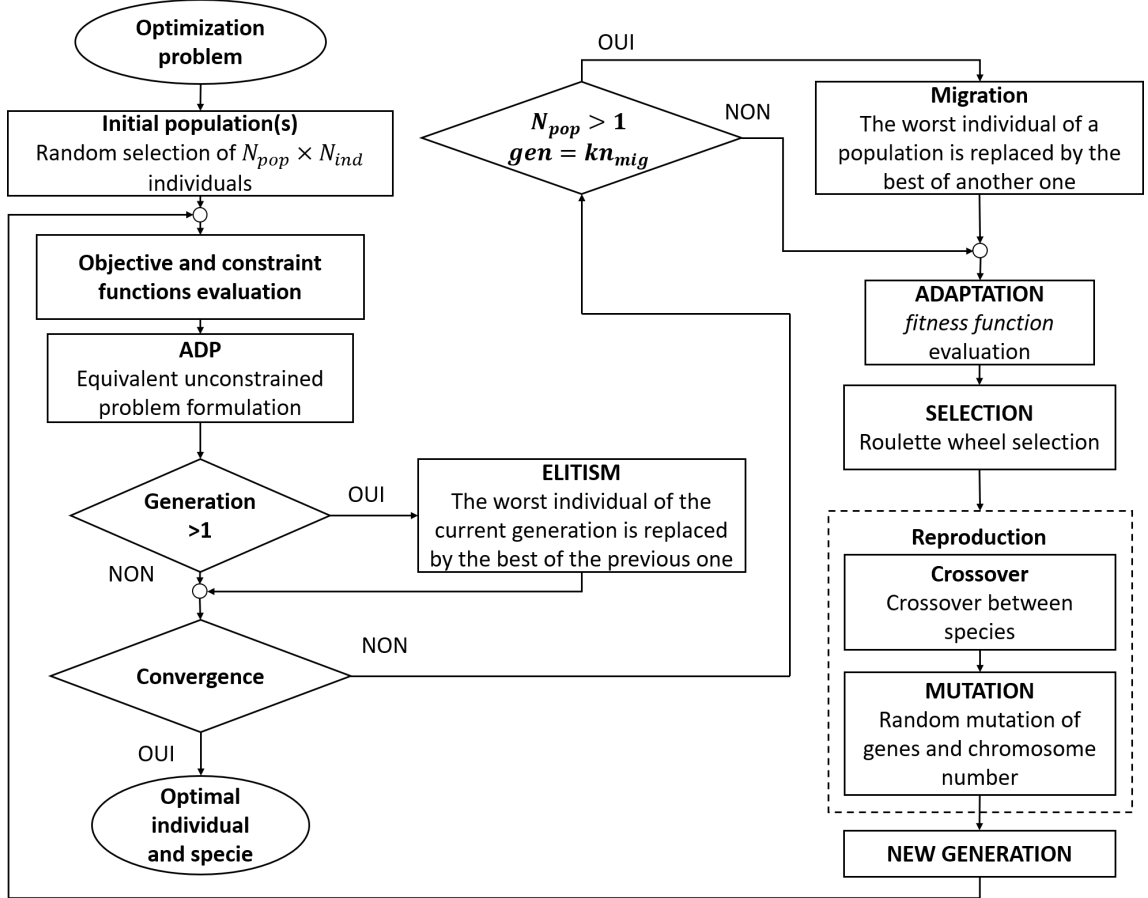 Optimization
problem
Initial population(s)
Random selection of N_pop × N_ind
individuals
Objective and constraint
functions evaluation
ADP
Equivalent unconstrained
problem formulation
Generation
>1
OUI
NON
ELITISM
The worst individual of the
current generation is replaced
by the best of the previous one
Convergence
NON
OUI
Optimal
individual
and specie
N_pop > 1
gen = kn_mig
OUI
NON
Migration
The worst individual of a
population is replaced by the
best of another one
ADAPTATION
fitness function
evaluation
SELECTION
Roulette wheel selection
Reproduction
Crossover
Crossover between
species
MUTATION
Random mutation of
genes and chromosome
number
NEW GENERATION